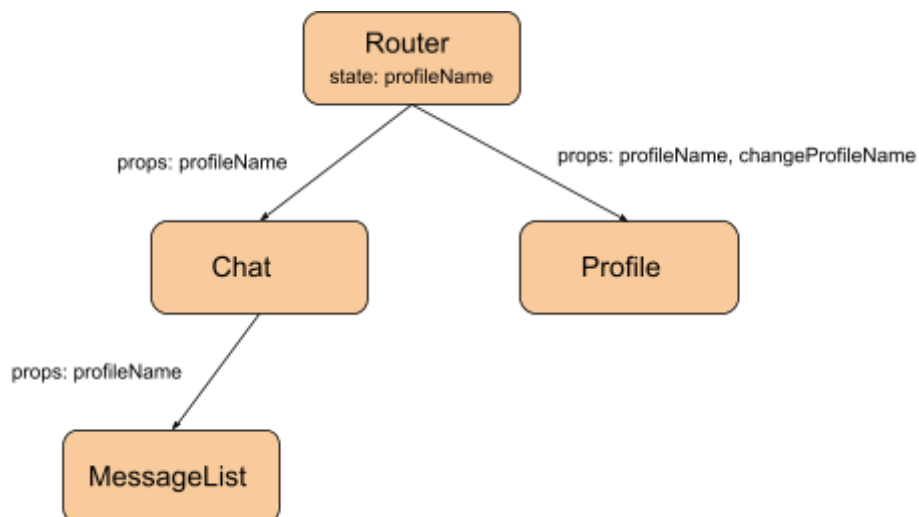 Router
state: profileName
props: profileName
props: profileName, changeProfileName
Chat
Profile
props: profileName
MessageList